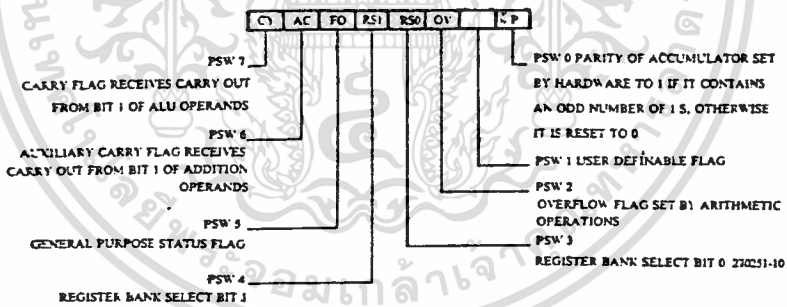 CY AC FO RS1 RS0 OV P
PSW 7
CARRY FLAG RECEIVES CARRY OUT
FROM BIT 1 OF ALU OPERANDS
PSW 6
AUXILIARY CARRY FLAG RECEIVES
CARRY OUT FROM BIT 1 OF ADDITION
OPERANDS
PSW 5
GENERAL PURPOSE STATUS FLAG
PSW 4
REGISTER BANK SELECT BIT 1
PSW 0 PARITY OF ACCUMULATOR SET
BY HARDWARE TO 1 IF IT CONTAINS
AN ODD NUMBER OF 1 S, OTHERWISE
IT IS RESET TO 0
PSW 1 USER DEFINABLE FLAG
PSW 2
OVERFLOW FLAG SET BY ARITHMETIC
OPERATIONS
PSW 3
REGISTER BANK SELECT BIT 0 270251-10